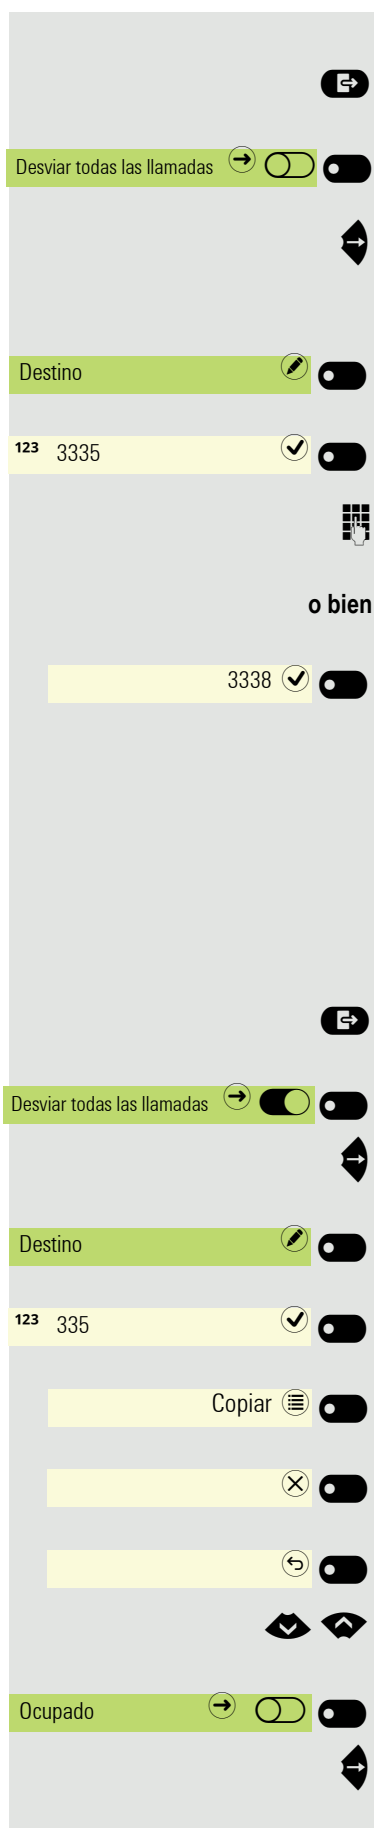 Desviar todas las llamadas
Destino
123 3335
o bien
3338
Desviar todas las llamadas
Destino
123 335
Copiar
Ocupado